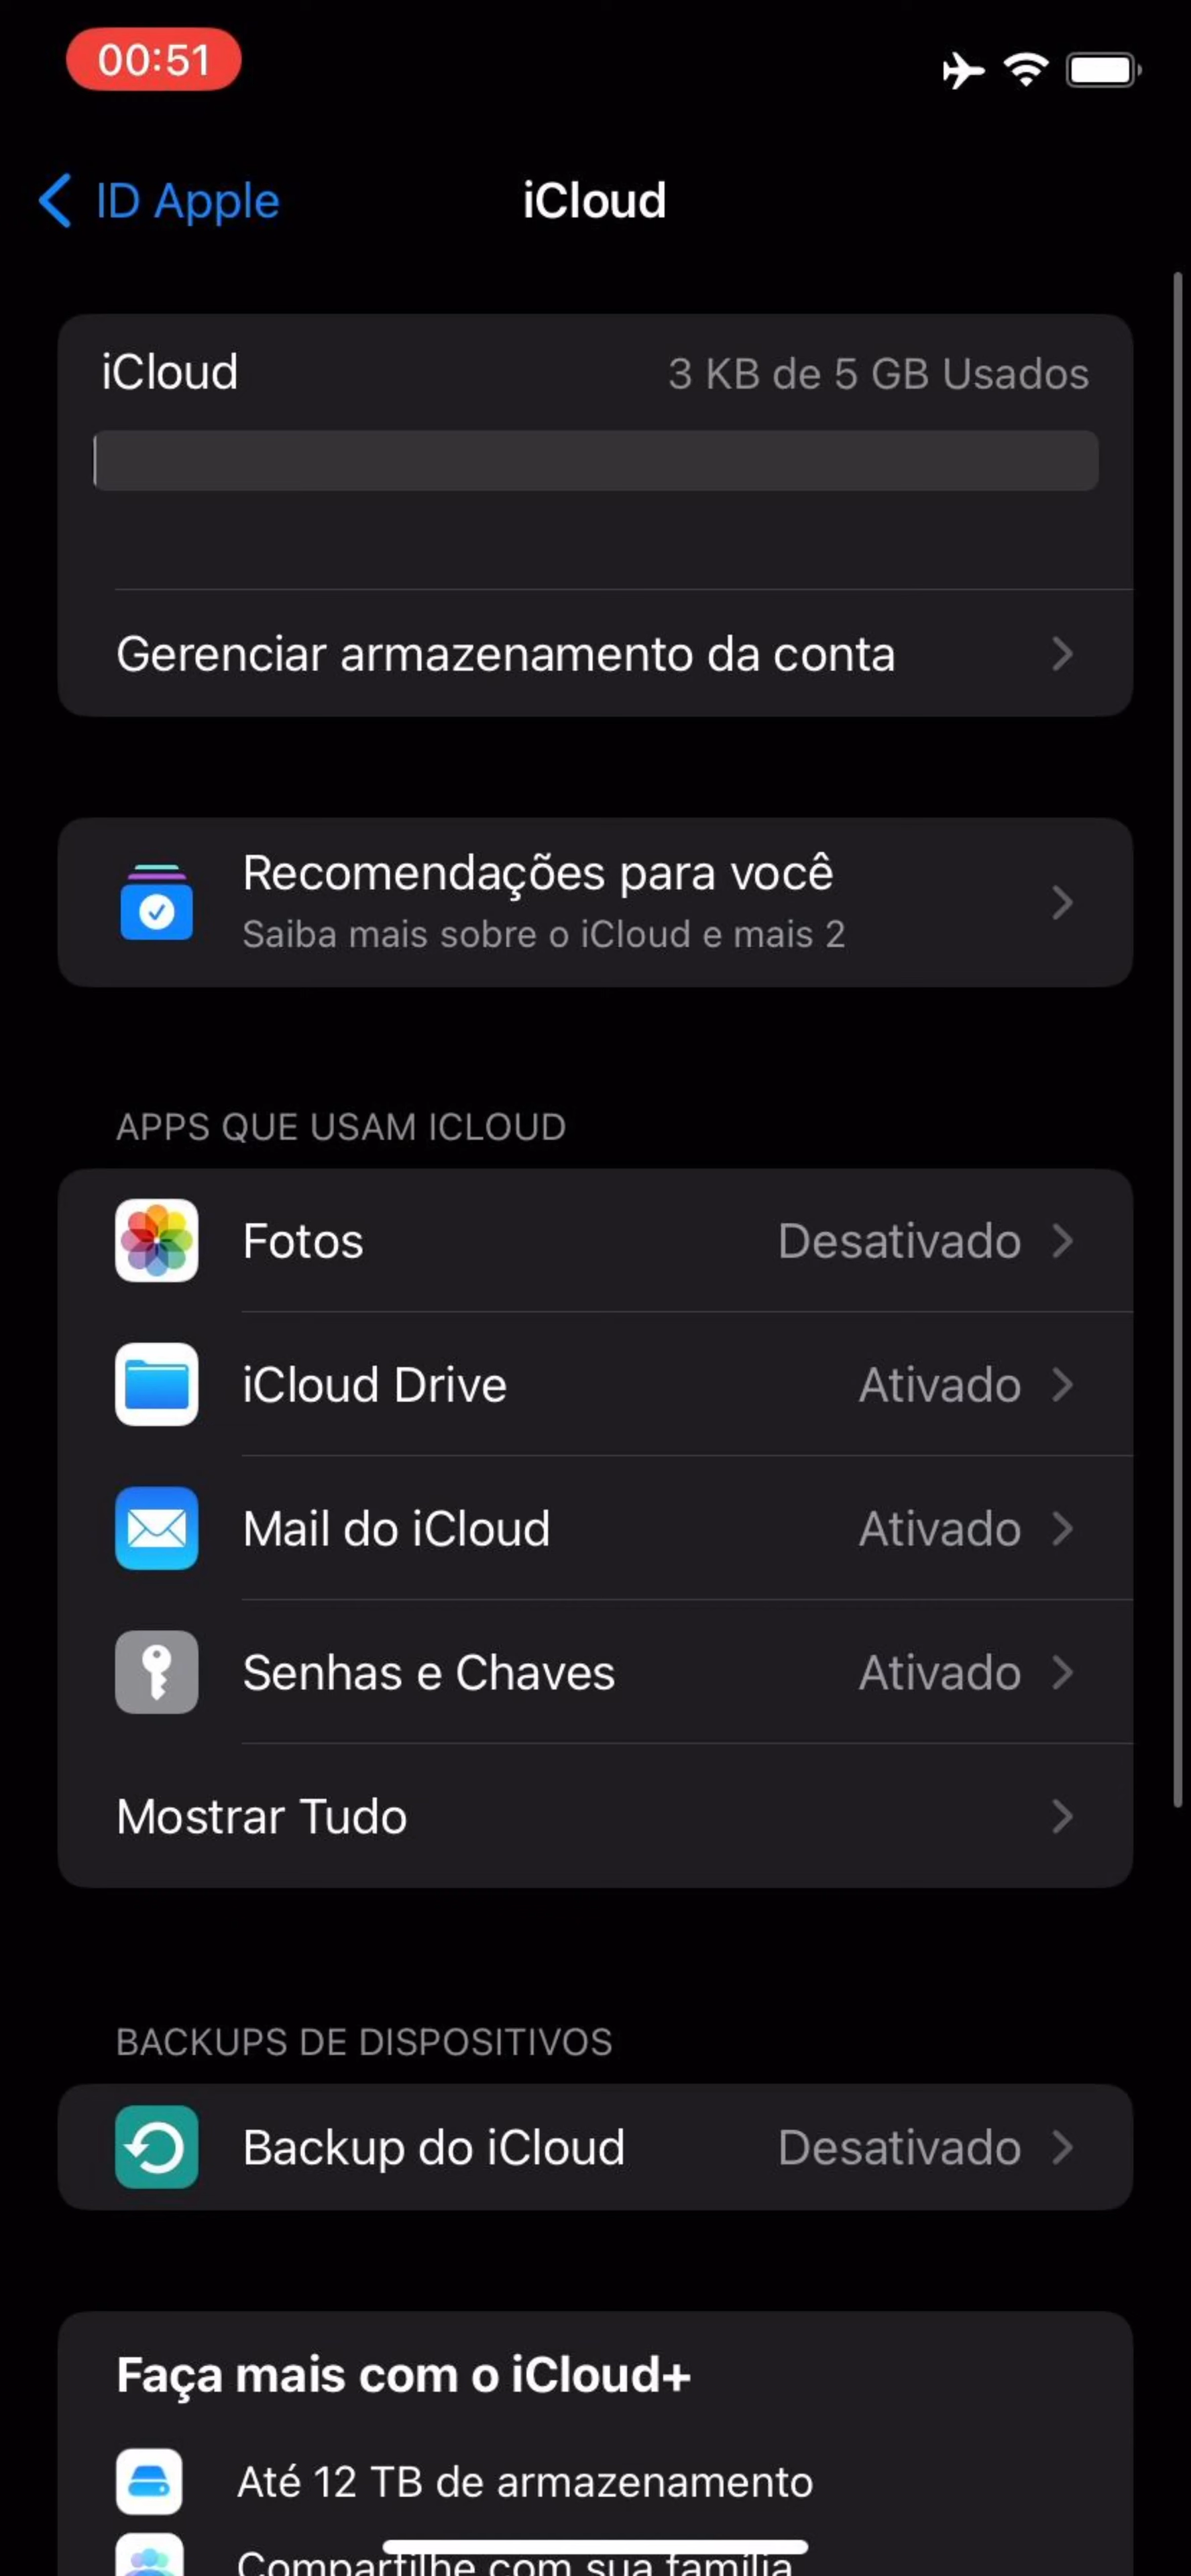 00:51
ID Apple
iCloud
iCloud
3 KB de 5 GB Usados
Gerenciar armazenamento da conta
Recomendações para você
Saiba mais sobre o iCloud e mais 2
APPS QUE USAM ICLOUD
Fotos
Desativado
iCloud Drive
Ativado
Mail do iCloud
Ativado
Senhas e Chaves
Ativado
Mostrar Tudo
BACKUPS DE DISPOSITIVOS
Backup do iCloud
Desativado
Faça mais com o iCloud+
Até 12 TB de armazenamento
Compartilhe com sua família